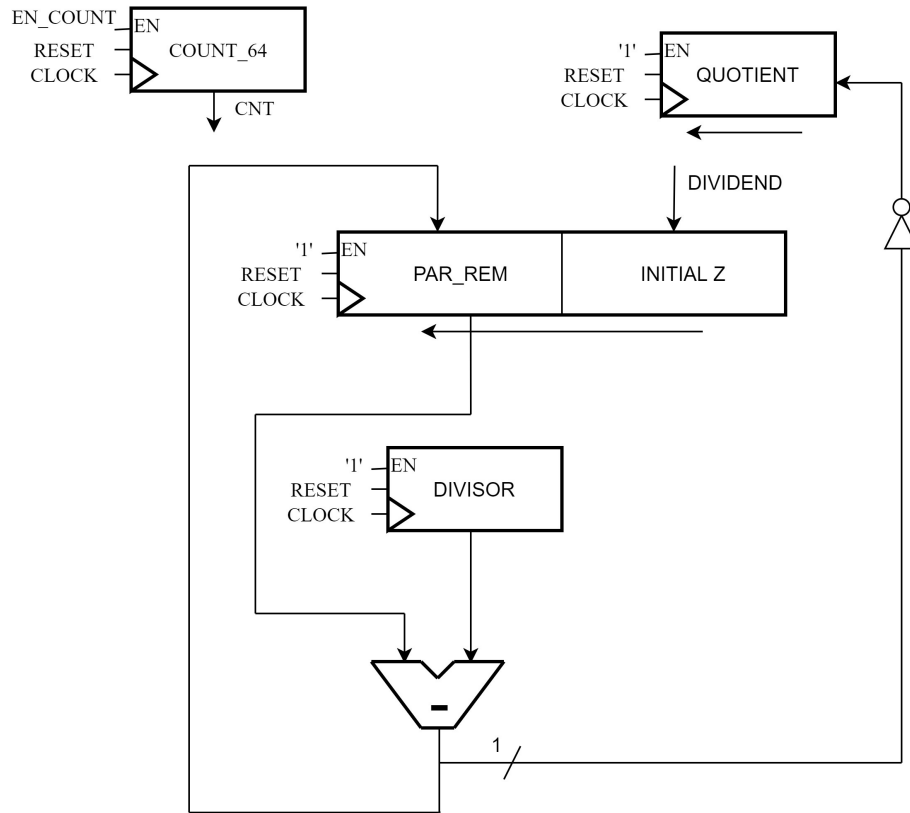 EN_COUNT
EN
RESET
COUNT_64
CLOCK
CNT
'1'
EN
RESET
QUOTIENT
CLOCK
DIVIDEND
'1'
EN
RESET
PAR_REM
INITIAL Z
CLOCK
'1'
EN
RESET
DIVISOR
CLOCK
-
1